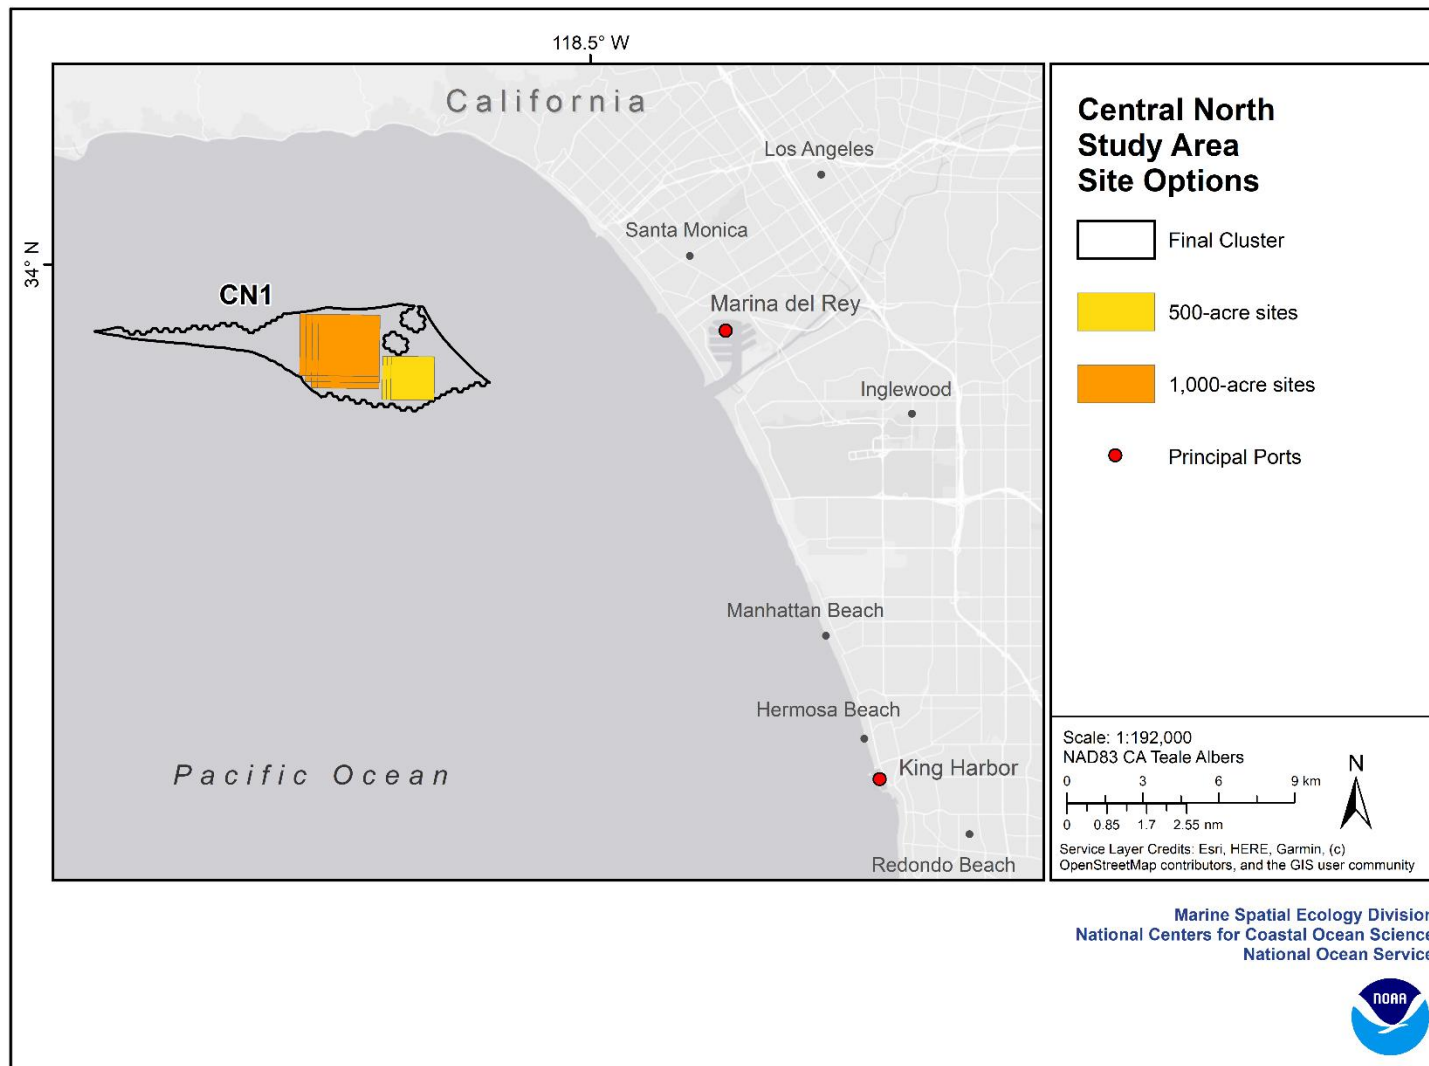 118.5° W
34° N
California
Los Angeles
Santa Monica
CN1
Marina del Rey
Inglewood
Manhattan Beach
Hermosa Beach
Pacific Ocean
King Harbor
Redondo Beach
Central North
Study Area
Site Options
Final Cluster
500-acre sites
1,000-acre sites
Principal Ports
Scale: 1:192,000
NAD83 CA Teale Albers
0 3 6 9 km
0 0.85 1.7 2.55 nm
N
Service Layer Credits: Esri, HERE, Garmin, (c)
OpenStreetMap contributors, and the GIS user community
Marine Spatial Ecology Division
National Centers for Coastal Ocean Science
National Ocean Service
NOAA